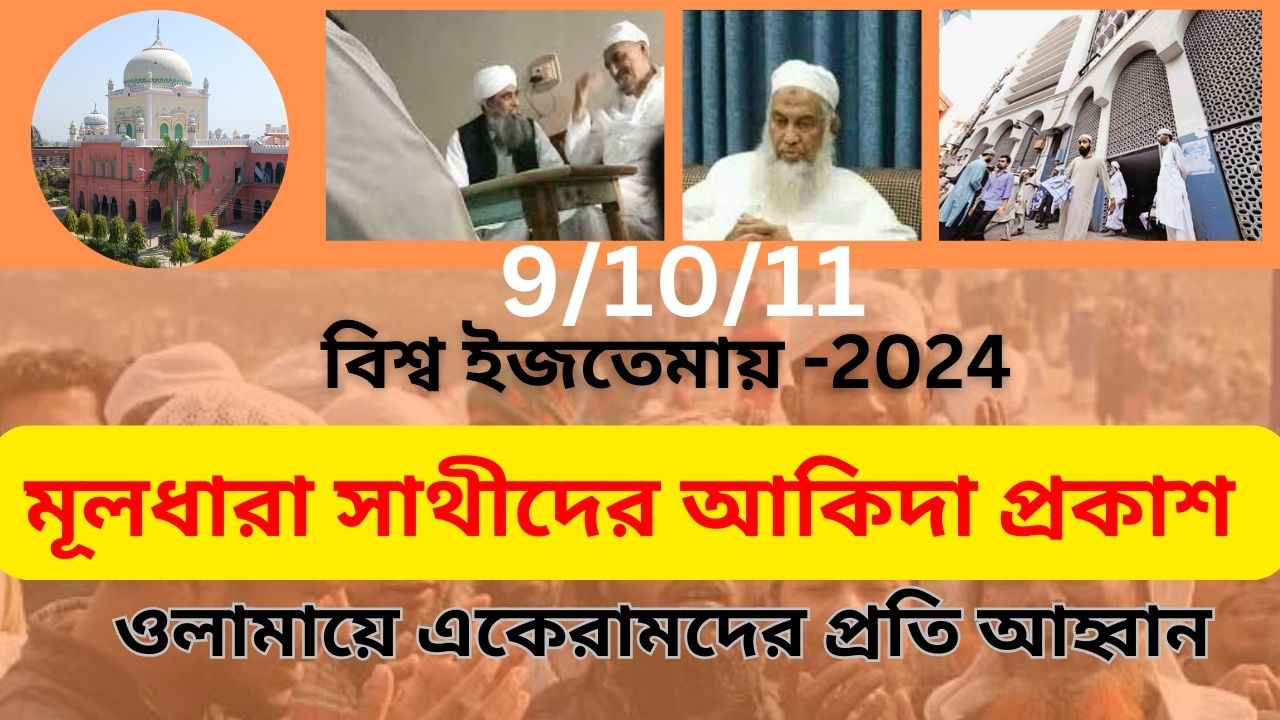 9/10/11
বিশ্ব ইজতেমায় -2024
মূলধারা সাথীদের আকিদা প্রকাশ
ওলামায়ে একেরামদের প্রতি আহ্বান